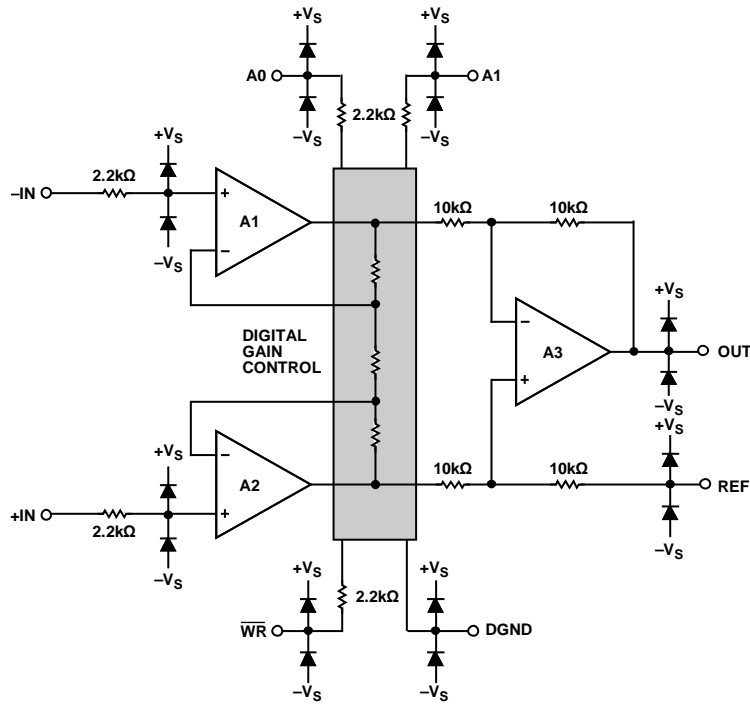 +VS
+VS
A0
A1
2.2kΩ
–VS
–VS
+VS
2.2kΩ
–IN
+
A1
–
–VS
10kΩ
10kΩ
+VS
–
A3
+
OUT
–VS
DIGITAL
GAIN
CONTROL
+VS
–
A2
+
+VS
10kΩ
10kΩ
REF
+IN
2.2kΩ
–VS
–VS
+VS
2.2kΩ
+VS
WR
DGND
–VS
–VS